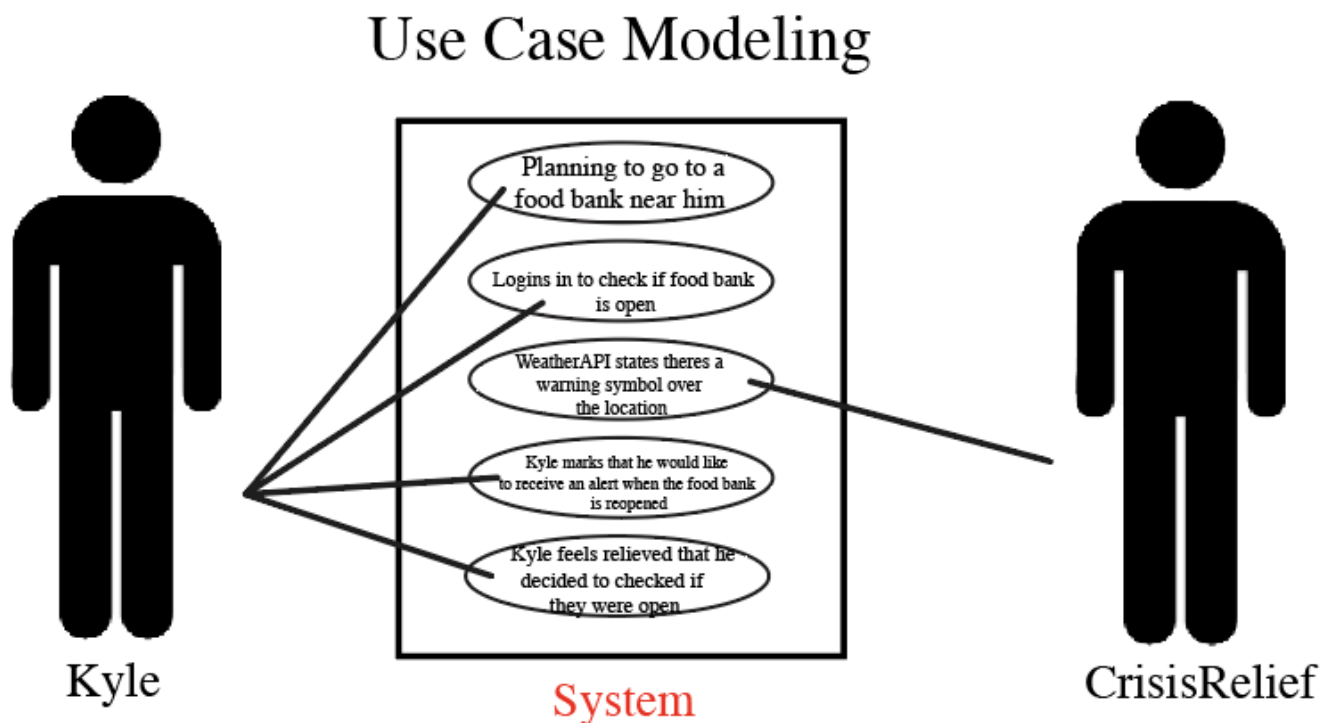 Use Case Modeling
Planning to go to a
food bank near him
Logins in to check if food bank
is open
WeatherAPI states theres a
warning symbol over
the location
Kyle marks that he would like
to receive an alert when the food bank
is reopened
Kyle feels relieved that he
decided to checked if
they were open
Kyle
System
CrisisRelief